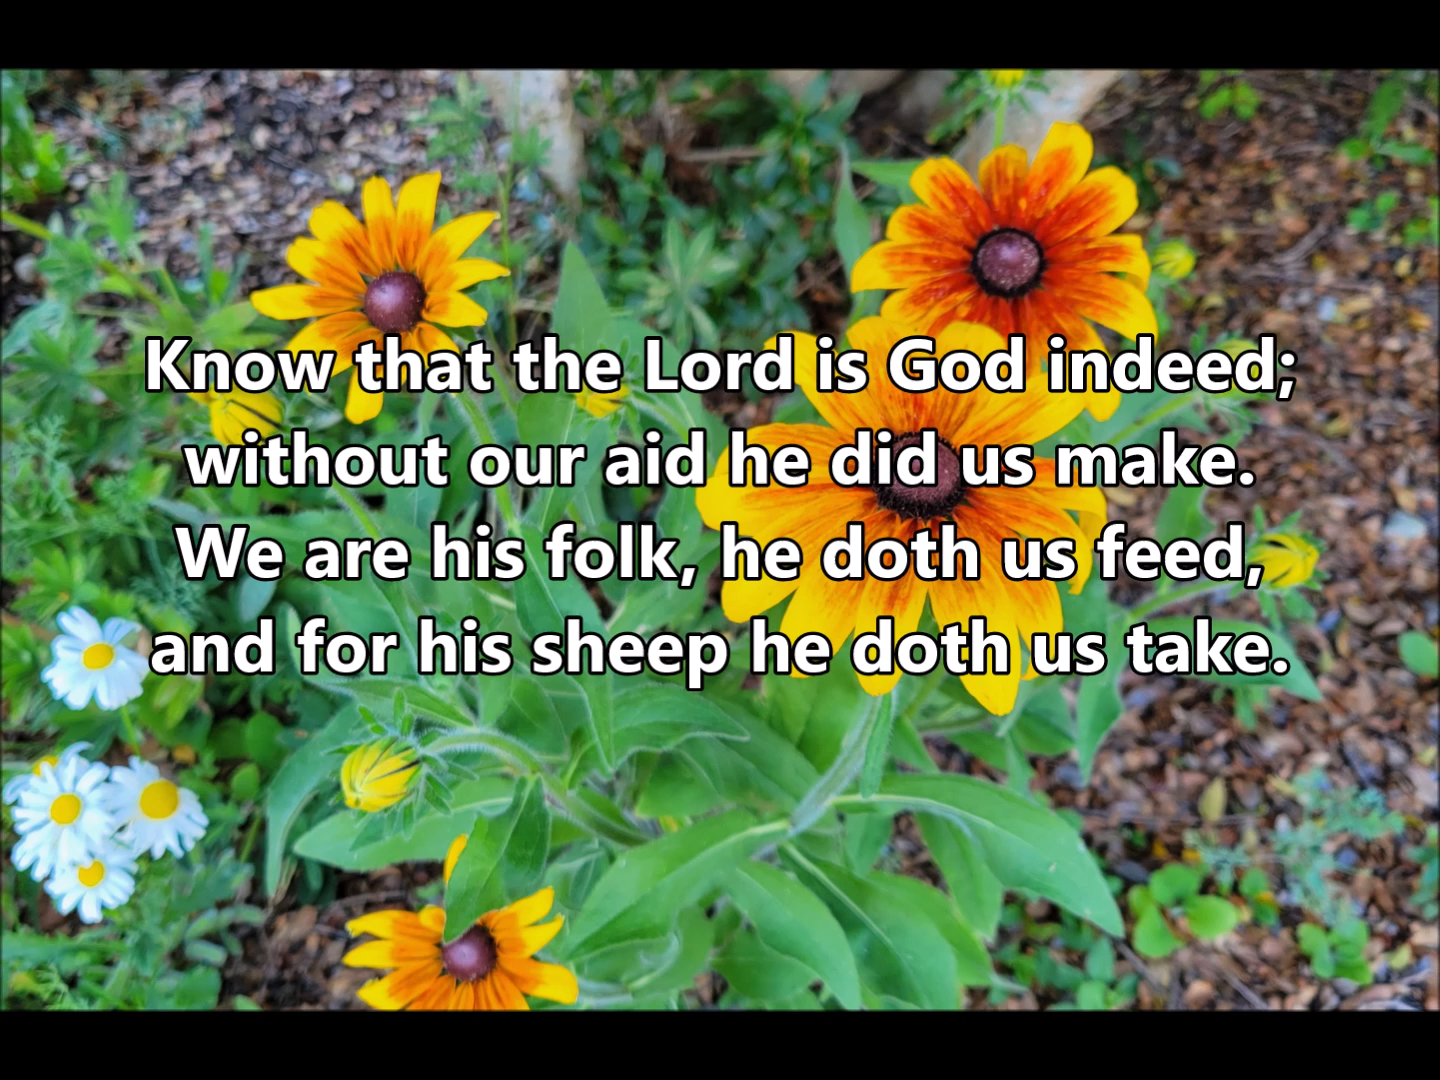 Know that the Lord is God indeed;
without our aid he did us make.
We are his folk, he doth us feed,
and for his sheep he doth us take.